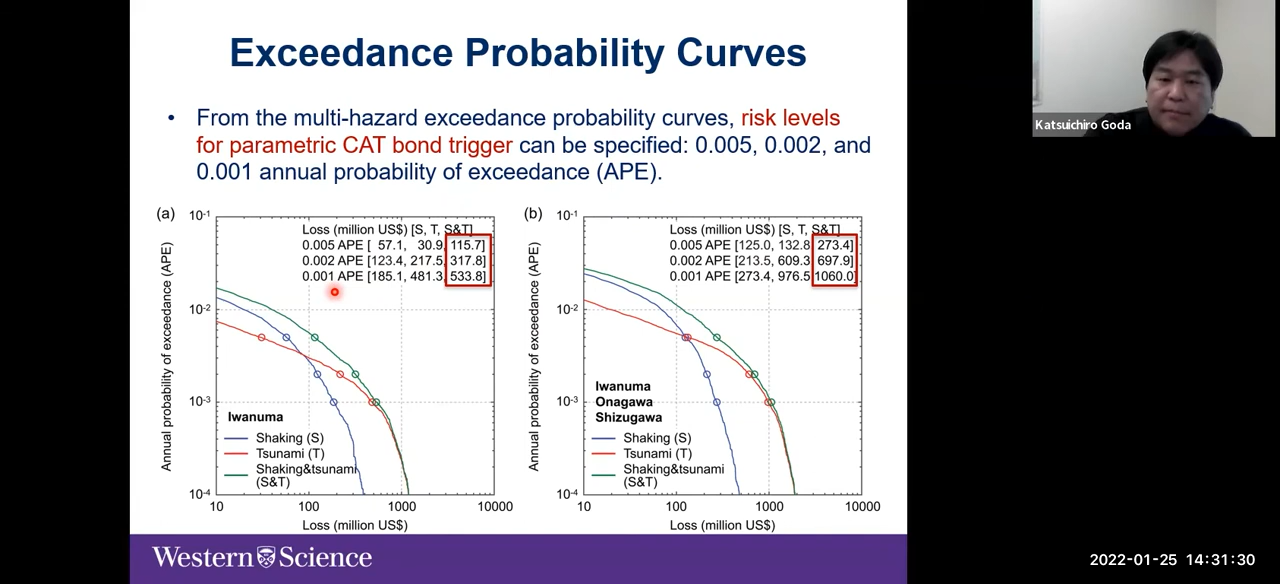 Exceedance Probability Curves
• From the multi-hazard exceedance probability curves, risk levels
for parametric CAT bond trigger can be specified: 0.005, 0.002, and
0.001 annual probability of exceedance (APE).
(a)
Annual probability of exceedance (APE)
10-1
10-2
10-3
10-4
Loss (million US$) [S, T, S&T]
0.005 APE [ 57.1, 30.9, 115.7]
0.002 APE [123.4, 217.5, 317.8]
0.001 APE [185.1, 481.3, 533.8]
Iwanuma
Shaking (S)
Tsunami (T)
Shaking&tsunami
(S&T)
10 100 1000 10000
Loss (million US$)
(b)
Annual probability of exceedance (APE)
10-1
10-2
10-3
10-4
Loss (million US$) [S, T, S&T]
0.005 APE [125.0, 132.8, 273.4]
0.002 APE [213.5, 609.3, 697.9]
0.001 APE [273.4, 976.5, 1060.0]
Iwanuma
Onagawa
Shizugawa
Shaking (S)
Tsunami (T)
Shaking&tsunami
(S&T)
10 100 1000 10000
Loss (million US$)
Western Science
Katsuichiro Goda
2022-01-25 14:31:30